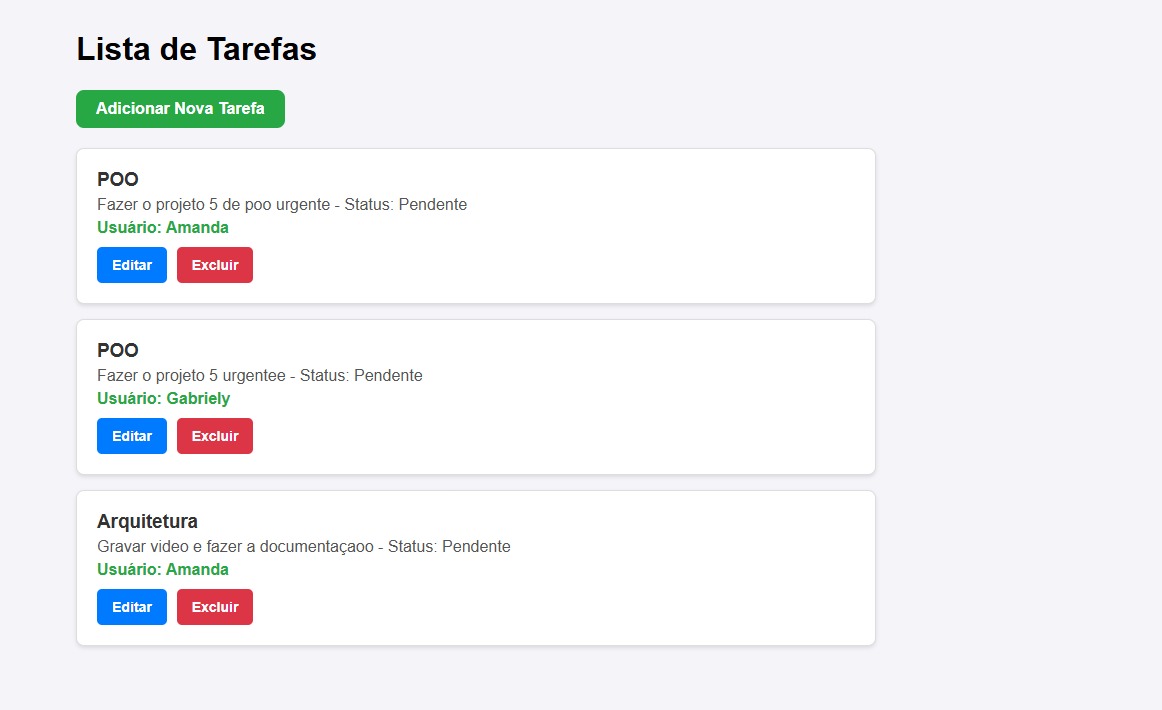 Lista de Tarefas
Adicionar Nova Tarefa
POO
Fazer o projeto 5 de poo urgente - Status: Pendente
Usuário: Amanda
Editar Excluir
POO
Fazer o projeto 5 urgentee - Status: Pendente
Usuário: Gabriely
Editar Excluir
Arquitetura
Gravar video e fazer a documentaçaoo - Status: Pendente
Usuário: Amanda
Editar Excluir